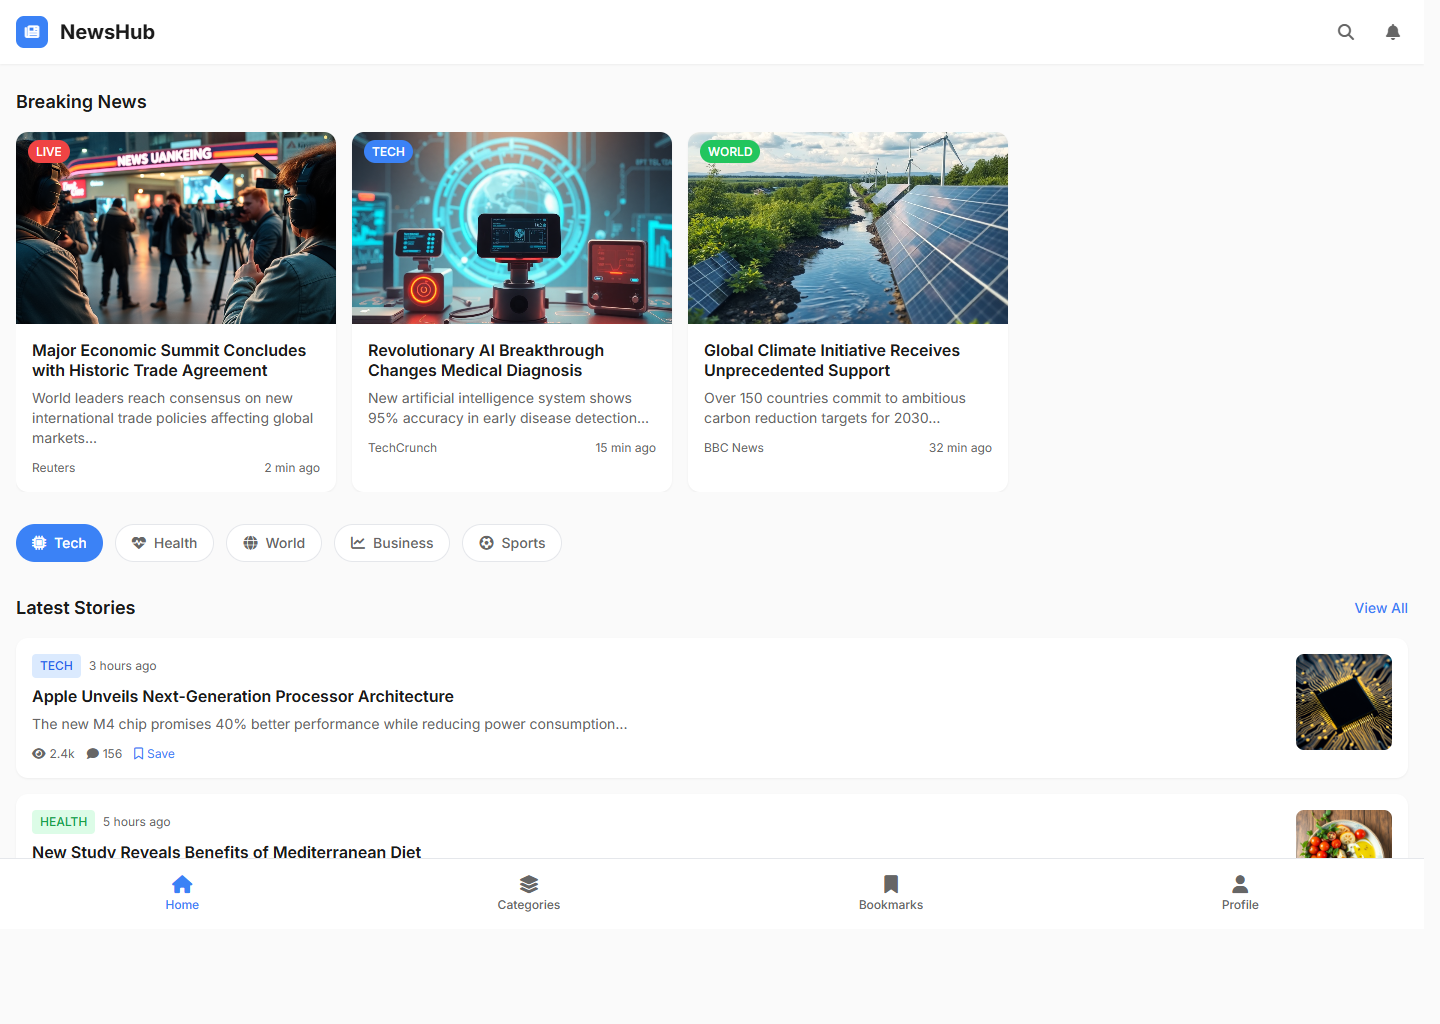 NewsHub
Breaking News
LIVE
NEWS UANKEING
TECH
WORLD
Major Economic Summit Concludes
with Historic Trade Agreement
World leaders reach consensus on new
international trade policies affecting global
markets...
Reuters
2 min ago
Revolutionary AI Breakthrough
Changes Medical Diagnosis
New artificial intelligence system shows
95% accuracy in early disease detection...
TechCrunch
15 min ago
Global Climate Initiative Receives
Unprecedented Support
Over 150 countries commit to ambitious
carbon reduction targets for 2030...
BBC News
32 min ago
Tech
Health
World
Business
Sports
Latest Stories
View All
TECH
3 hours ago
Apple Unveils Next-Generation Processor Architecture
The new M4 chip promises 40% better performance while reducing power consumption...
2.4k
156
Save
HEALTH
5 hours ago
New Study Reveals Benefits of Mediterranean Diet
Home
Categories
Bookmarks
Profile